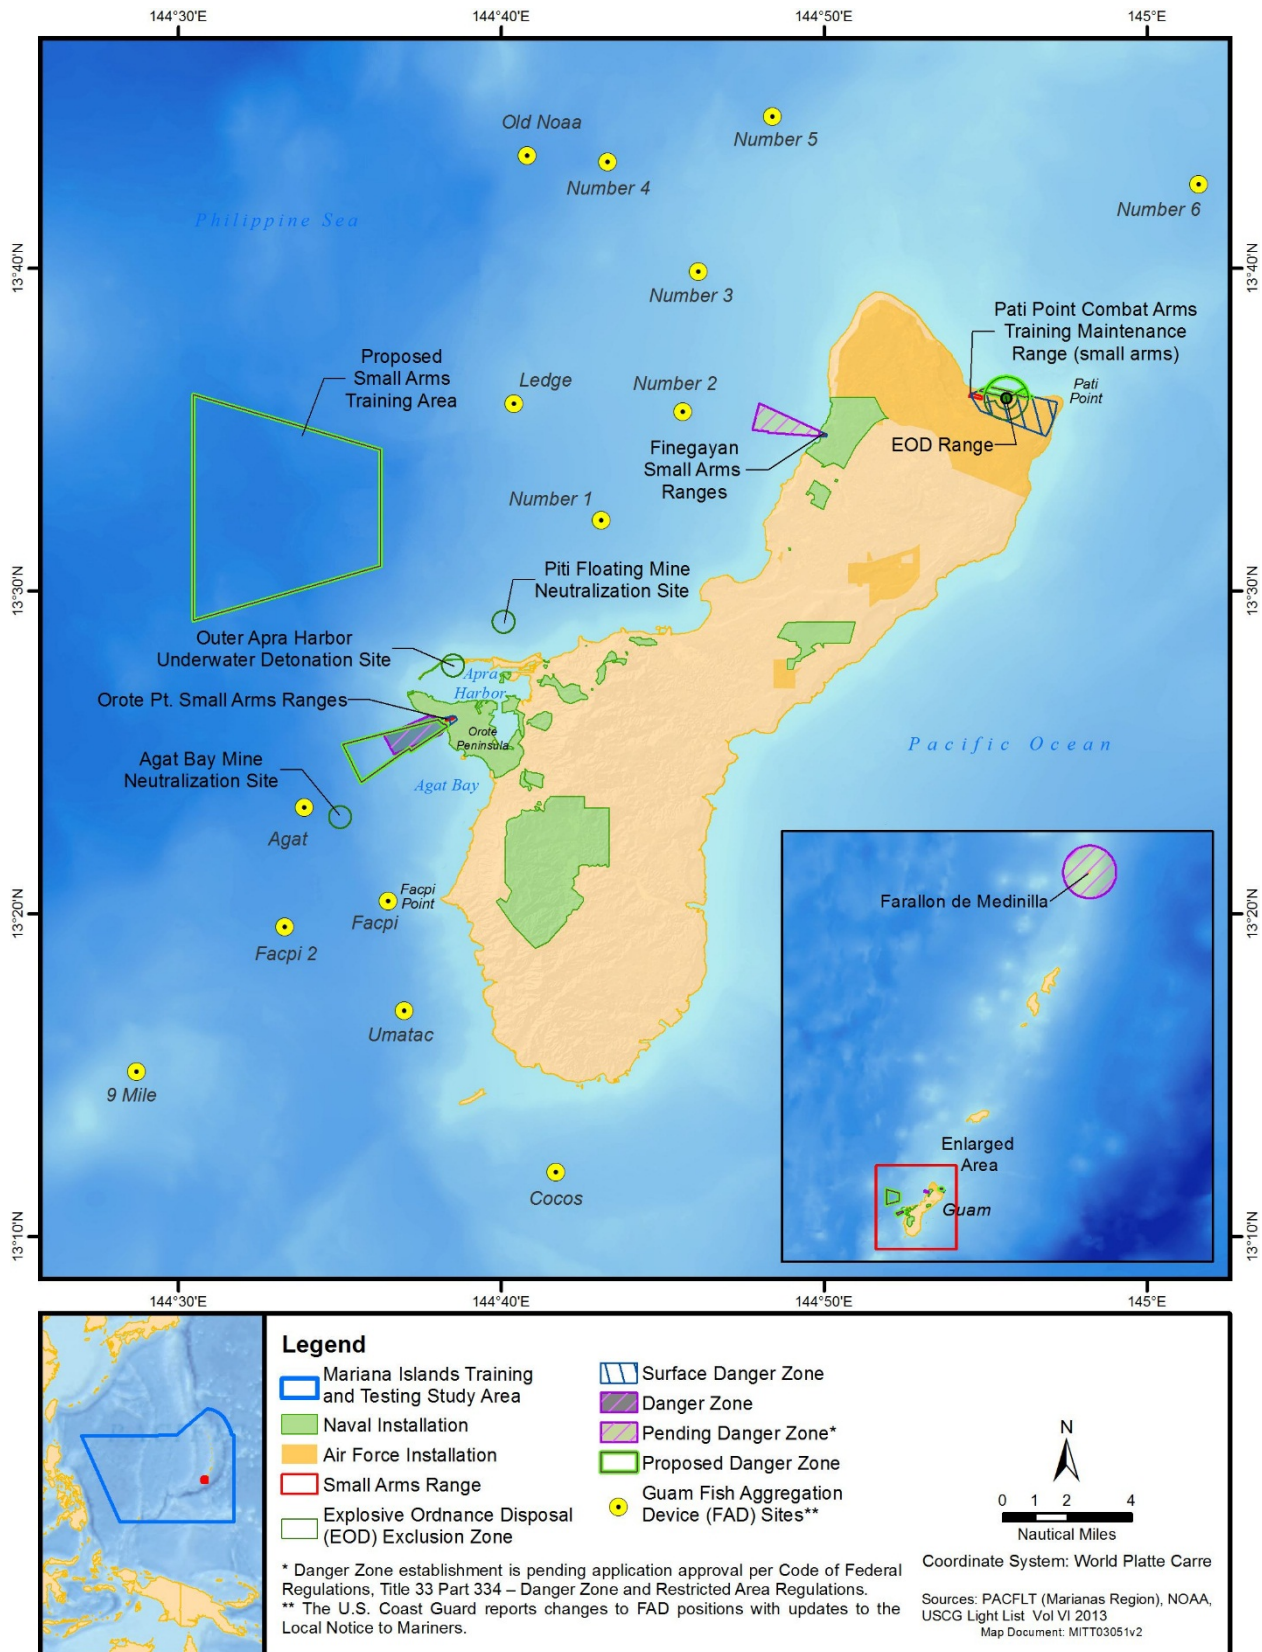 144°30'E
144°40'E
144°50'E
145°E
Old Noaa
Number 5
Number 4
Number 6
Philippine Sea
13°40'N
13°40'N
Number 3
Pati Point Combat Arms
Training Maintenance
Range (small arms)
Proposed
Small Arms
Training Area
Ledge
Number 2
Pati
Point
EOD Range
Finegayan
Small Arms
Ranges
Number 1
Piti Floating Mine
Neutralization Site
13°30'N
13°30'N
Outer Apra Harbor
Underwater Detonation Site
Apra
Harbor
Orote Pt. Small Arms Ranges
Orote
Peninsula
Pacific Ocean
Agat Bay Mine
Neutralization Site
Agat Bay
Agat
Facpi
Point
Facpi
Farallon de Medinilla
13°20'N
13°20'N
Facpi 2
Umatac
9 Mile
Enlarged
Area
Cocos
Guam
13°10'N
13°10'N
144°30'E
144°40'E
144°50'E
145°E
Legend
Mariana Islands Training
and Testing Study Area
Naval Installation
Air Force Installation
Small Arms Range
Explosive Ordnance Disposal
(EOD) Exclusion Zone
Surface Danger Zone
Danger Zone
Pending Danger Zone*
Proposed Danger Zone
Guam Fish Aggregation
Device (FAD) Sites**
* Danger Zone establishment is pending application approval per Code of Federal
Regulations, Title 33 Part 334 – Danger Zone and Restricted Area Regulations.
** The U.S. Coast Guard reports changes to FAD positions with updates to the
Local Notice to Mariners.
N
0 1 2 4
Nautical Miles
Coordinate System: World Platte Carre
Sources: PACFLT (Marianas Region), NOAA,
USCG Light List Vol VI 2013
Map Document: MITT03051v2